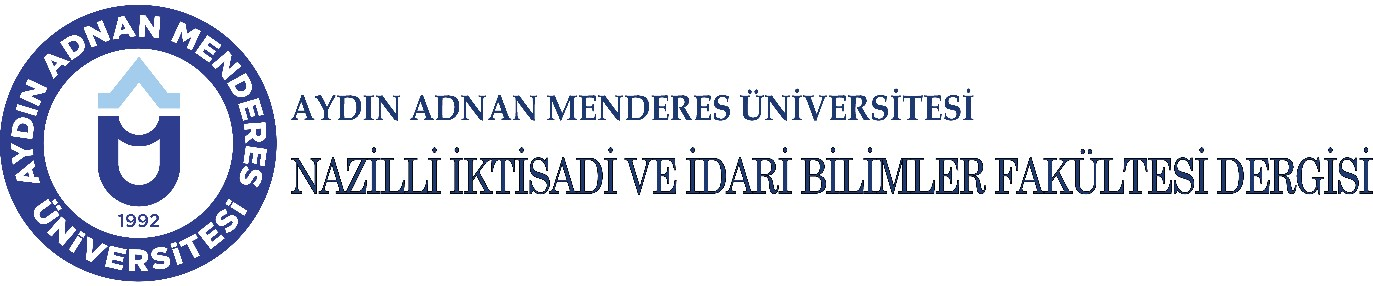 AYDIN ADNAN MENDERES
ÜNİVERSİTESİ
1992
AYDIN ADNAN MENDERES ÜNİVERSİTESİ
NAZİLLİ İKTİSADİ VE İDARİ BİLİMLER FAKÜLTESİ DERGİSİ